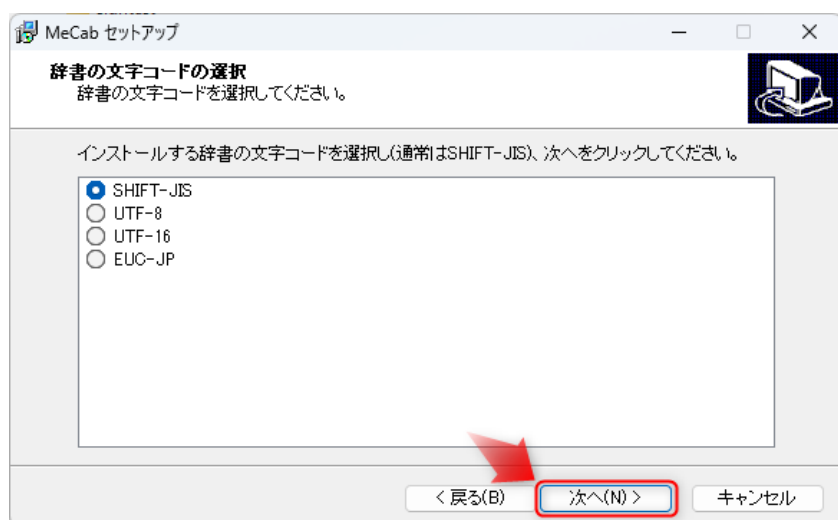 MeCab セットアップ
辞書の文字コードの選択
辞書の文字コードを選択してください。
インストールする辞書の文字コードを選択し(通常はSHIFT-JIS)、次へをクリックしてください。
SHIFT-JIS
UTF-8
UTF-16
EUC-JP
< 戻る(B) 次へ(N) > キャンセル